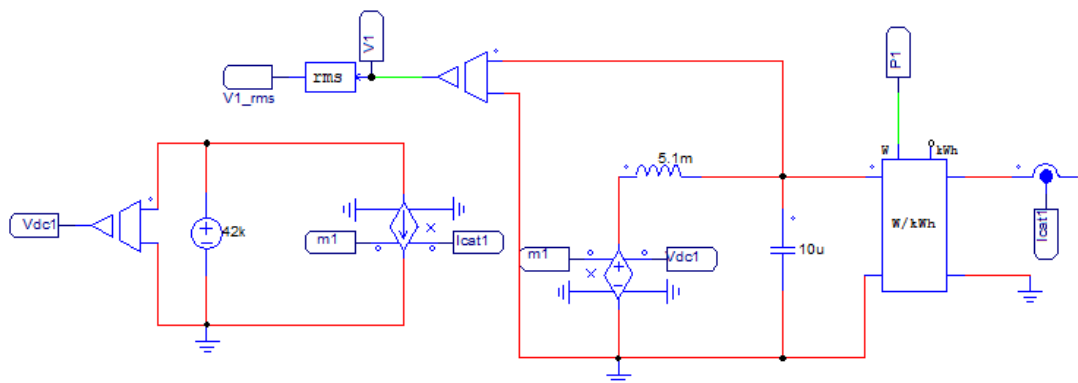 V1
P1
rms
V1_rms
W
kWh
5.1m
Vdc1
42k
m1
Icat1
m1
Vdc1
10u
W/kWh
Icat1